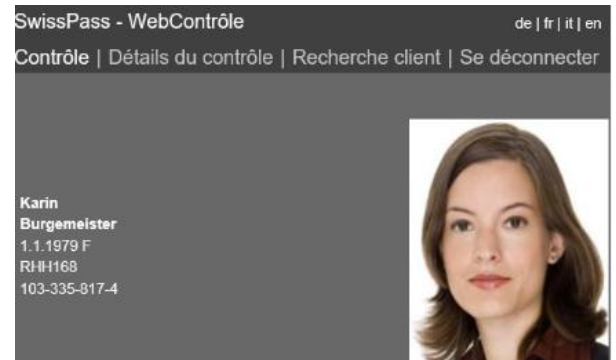 SwissPass - WebContrôle
de | fr | it | en
Contrôle | Détails du contrôle | Recherche client | Se déconnecter
Karin
Burgemeister
1.1.1979 F
RHH168
103-335-817-4